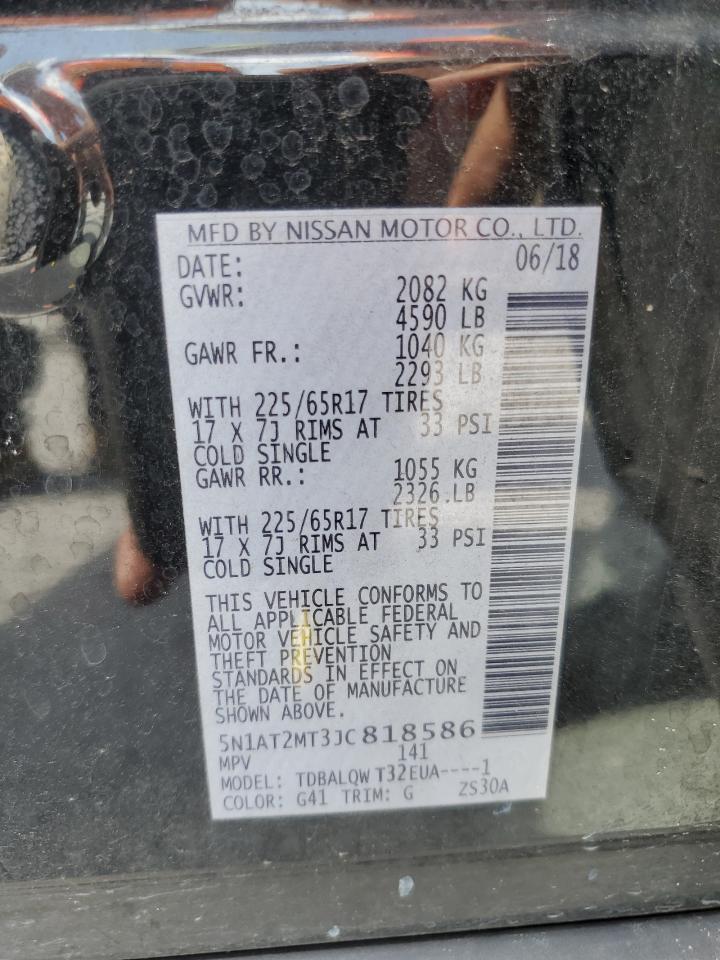 MFD BY NISSAN MOTOR CO., LTD.
DATE: 06/18
GVWR: 2082 KG
4590 LB
GAWR FR.: 1040 KG
2293 LB
WITH 225/65R17 TIRES
17 X 7J RIMS AT 33 PSI
COLD SINGLE
GAWR RR.: 1055 KG
2326.LB
WITH 225/65R17 TIRES
17 X 7J RIMS AT 33 PSI
COLD SINGLE
THIS VEHICLE CONFORMS TO
ALL APPLICABLE FEDERAL
MOTOR VEHICLE SAFETY AND
THEFT PREVENTION
STANDARDS IN EFFECT ON
THE DATE OF MANUFACTURE
SHOWN ABOVE.
5N1AT2MT3JC818586
MPV 141
MODEL: TDBALQW T32EUA----1
COLOR: G41 TRIM: G ZS30A